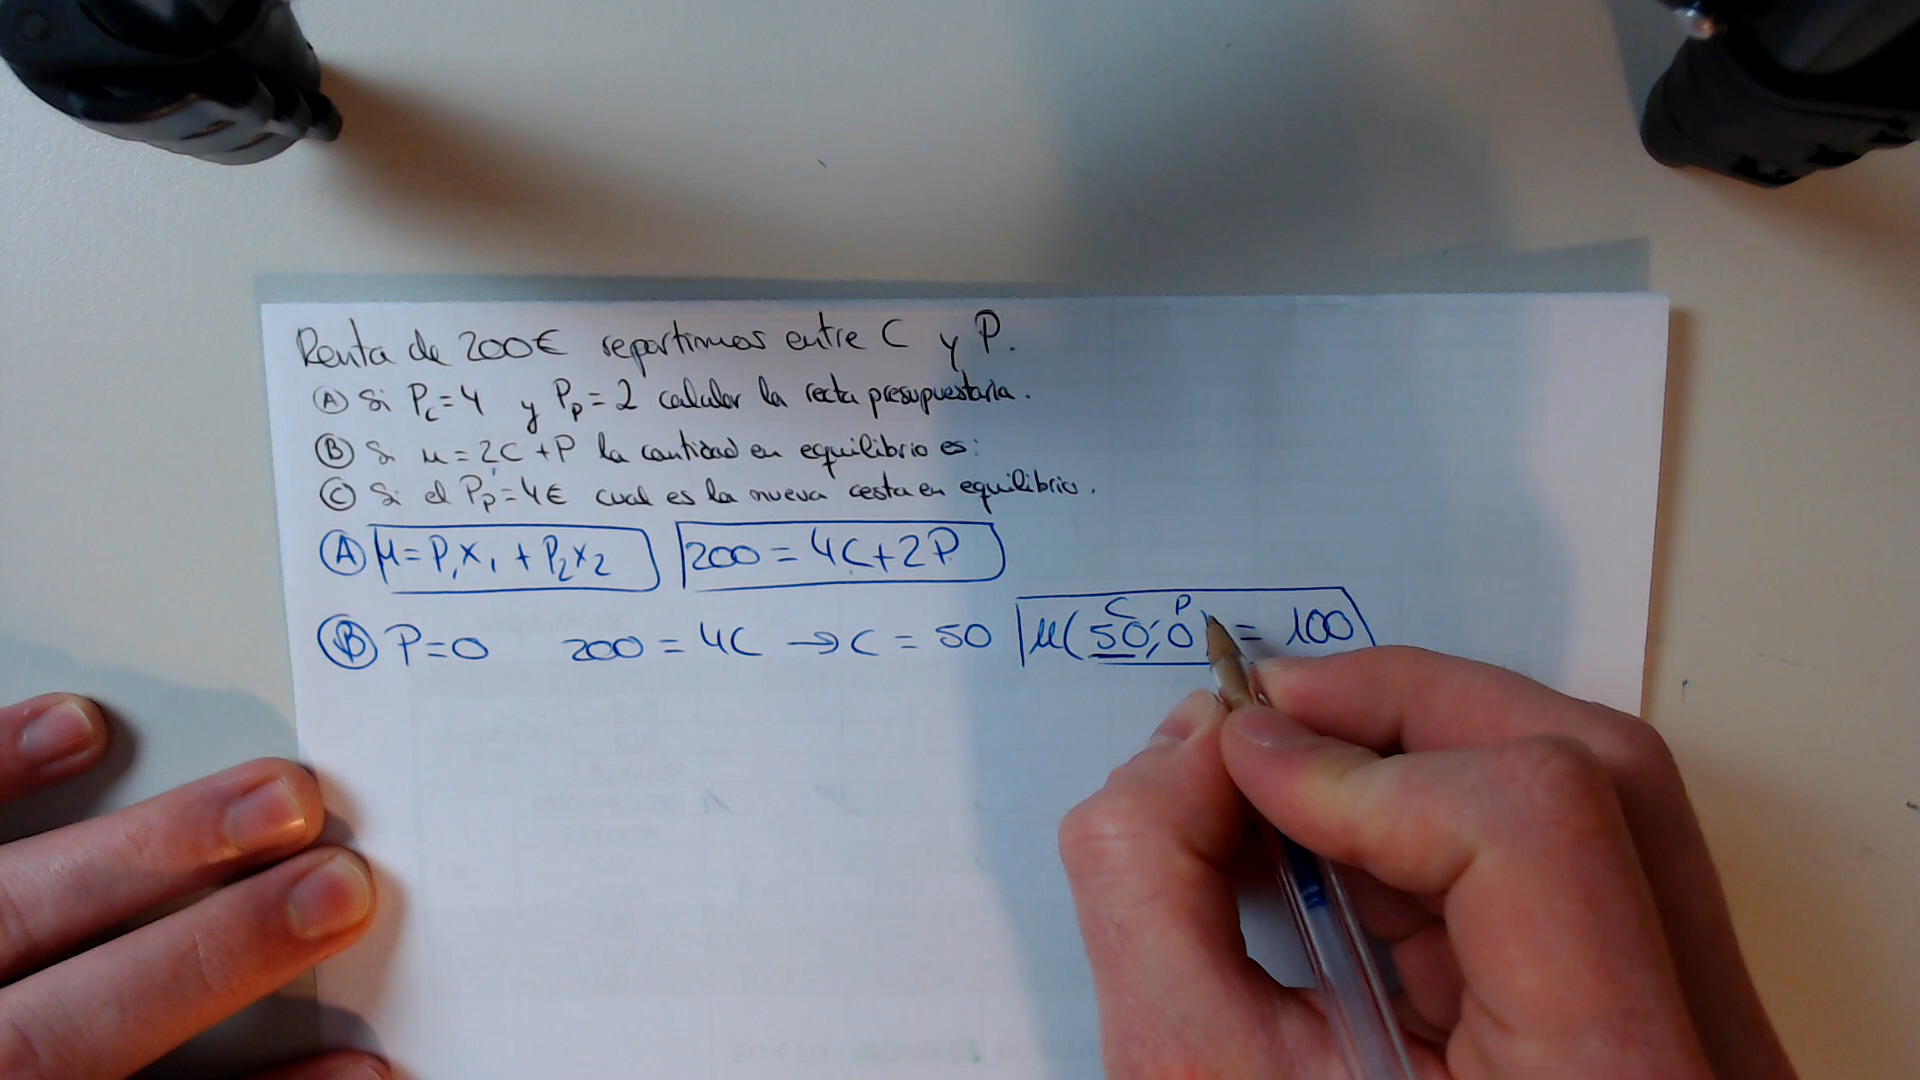 Renta de 200€ repartimos entre C y P.
Ⓐ Si Pc=4 y Pp=2 calcular la recta presupuestaria.
Ⓑ Si u=2C+P la cantidad en equilibrio es:
Ⓒ Si el Pp=4€ cual es la nueva cesta en equilibrio.
Ⓐ μ=P₁x₁+P₂x₂ 200=4C+2P
C P
Ⓑ P=0 200=4C→C=50 μ(50;0)=100